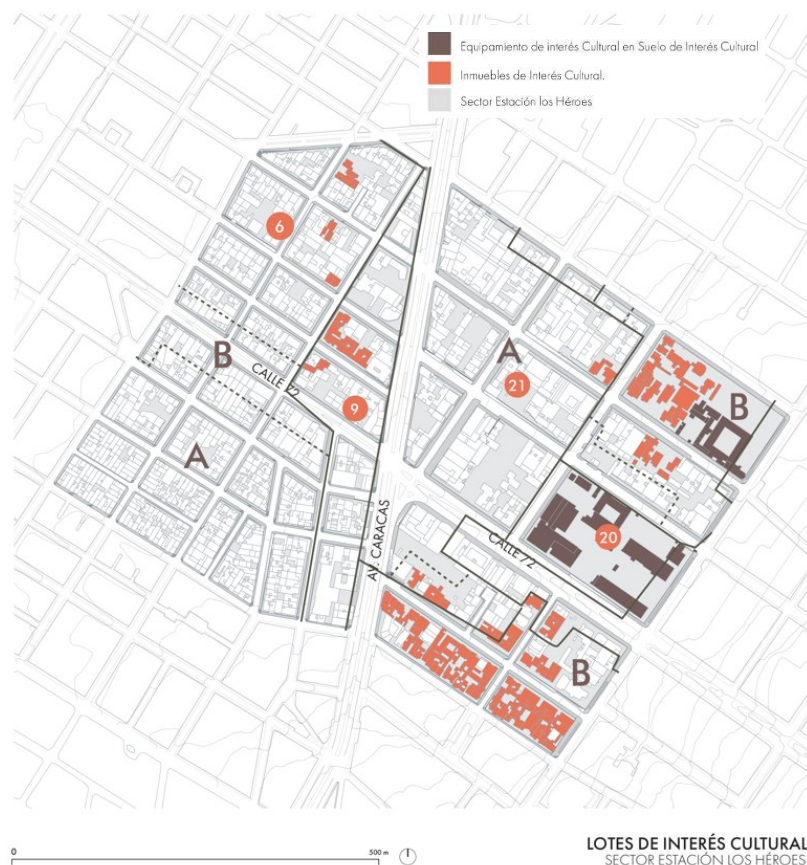 Equipamiento de interés Cultural en Suelo de Interés Cultural
Inmuebles de Interés Cultural.
Sector Estación los Héroes
6
B
CALLE 72
9
A
A
21
B
20
CALLE 72
AV. CARACAS
B
0
500 m
LOTES DE INTERÉS CULTURAL
SECTOR ESTACIÓN LOS HÉROES